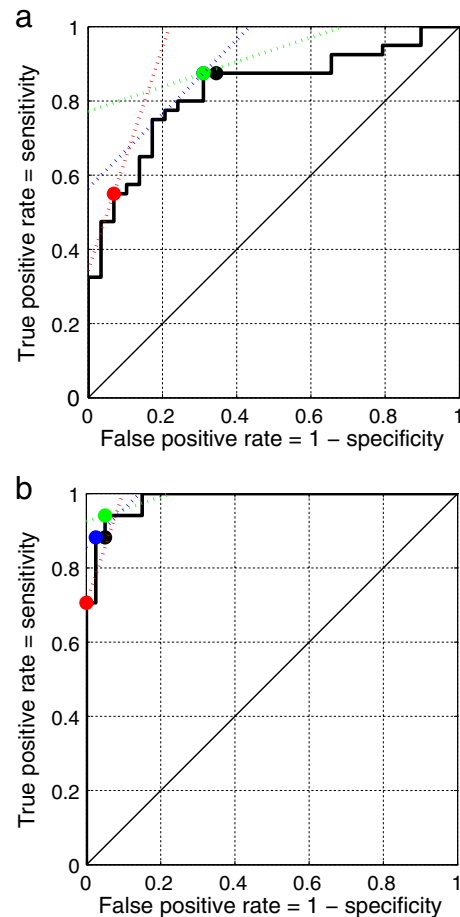 a
1
0.8
0.6
0.4
0.2
0
0 0.2 0.4 0.6 0.8 1
True positive rate = sensitivity
False positive rate = 1 − specificity
b
1
0.8
0.6
0.4
0.2
0
0 0.2 0.4 0.6 0.8 1
True positive rate = sensitivity
False positive rate = 1 − specificity